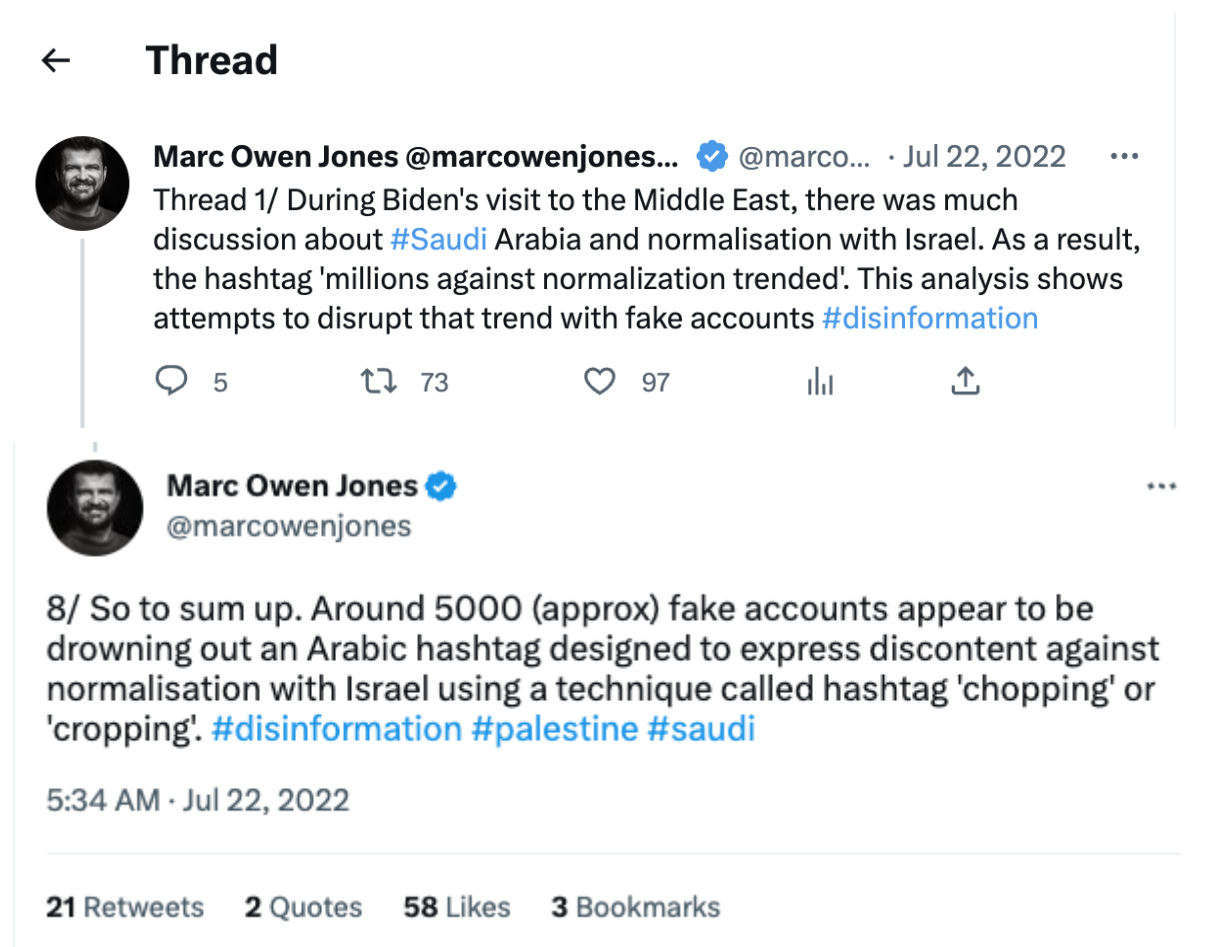 Thread
Marc Owen Jones @marcowenjones... @marco... · Jul 22, 2022
Thread 1/ During Biden's visit to the Middle East, there was much
discussion about #Saudi Arabia and normalisation with Israel. As a result,
the hashtag 'millions against normalization trended'. This analysis shows
attempts to disrupt that trend with fake accounts #disinformation
5 73 97
Marc Owen Jones
@marcowenjones
8/ So to sum up. Around 5000 (approx) fake accounts appear to be
drowning out an Arabic hashtag designed to express discontent against
normalisation with Israel using a technique called hashtag 'chopping' or
'cropping'. #disinformation #palestine #saudi
5:34 AM · Jul 22, 2022
21 Retweets 2 Quotes 58 Likes 3 Bookmarks